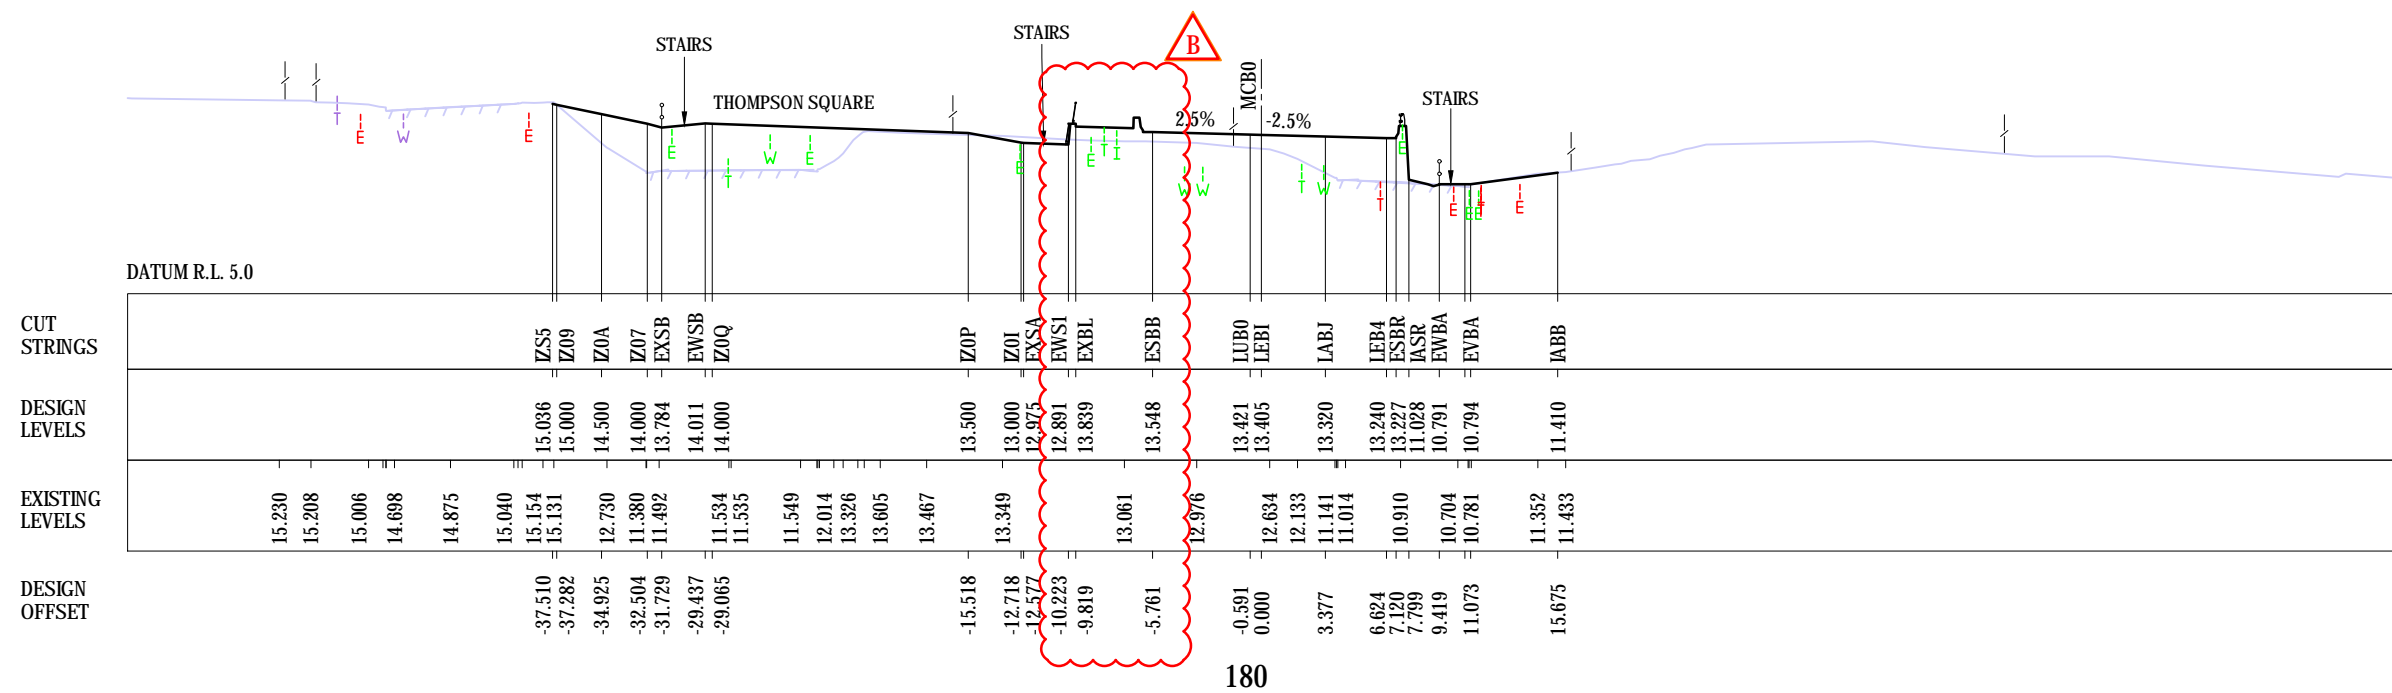 B
STAIRS
STAIRS
THOMPSON SQUARE
2.5%
MCB0
-2.5%
STAIRS
T E W E E T W E E E T T W W T W T E E E E T E
DATUM R.L. 5.0
CUT
STRINGS
IZS5 IZ09 IZ0A IZ07 EXSB EWSB IZ0Q IZ0P IZ0I EXSA EWS1 EXBL ESBB LUB0 LEBI LABJ LEB4 ESBR IASR EWBA EVBA IABB
DESIGN
LEVELS
15.036 15.000 14.500 14.000 13.784 14.011 14.000 13.500 13.000 12.975 12.891 13.839 13.548 13.421 13.405 13.320 13.240 13.227 11.028 10.791 10.794 11.410
EXISTING
LEVELS
15.230 15.208 15.006 14.698 14.875 15.040 15.154 15.131 12.730 11.380 11.492 11.534 11.535 11.549 12.014 13.326 13.605 13.467 13.349 13.061 12.976 12.634 12.133 11.141 11.014 10.910 10.704 10.781 11.352 11.433
DESIGN
OFFSET
-37.510 -37.282 -34.925 -32.504 -31.729 -29.437 -29.065 -15.518 -12.718 -12.577 -10.223 -9.819 -5.761 -0.591 0.000 3.377 6.624 7.120 7.799 9.419 11.073 15.675
180